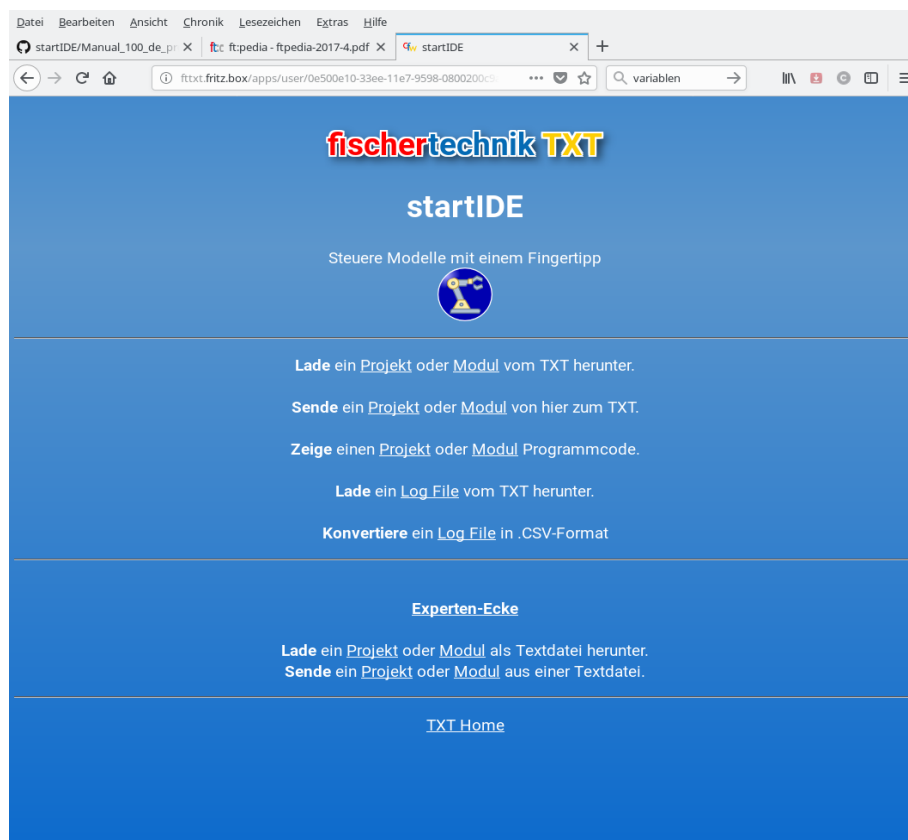 Datei Bearbeiten Ansicht Chronik Lesezeichen Extras Hilfe
startIDE/Manual_100_de_pr ftc ft:pedia - ftpedia-2017-4.pdf startIDE
fttxt.fritz.box/apps/user/0e500e10-33ee-11e7-9598-0800200c9 variablen
fischertechnik TXT
startIDE
Steuere Modelle mit einem Fingertipp
Lade ein Projekt oder Modul vom TXT herunter.
Sende ein Projekt oder Modul von hier zum TXT.
Zeige einen Projekt oder Modul Programmcode.
Lade ein Log File vom TXT herunter.
Konvertiere ein Log File in .CSV-Format
Experten-Ecke
Lade ein Projekt oder Modul als Textdatei herunter.
Sende ein Projekt oder Modul aus einer Textdatei.
TXT Home